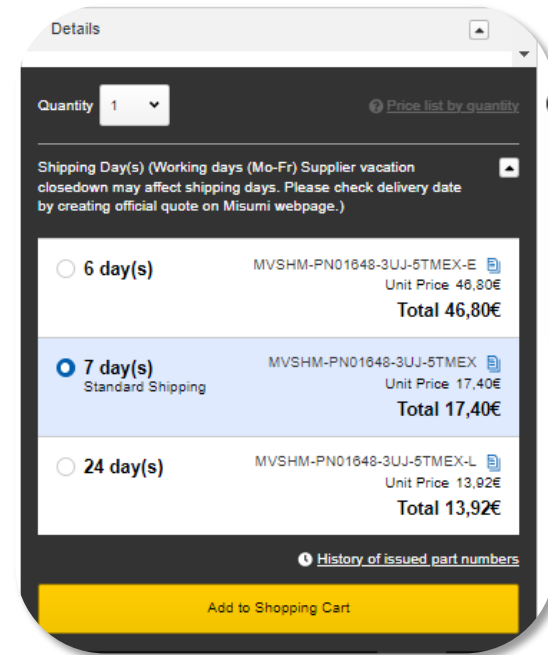 Details
Quantity 1
Price list by quantity
Shipping Day(s) (Working days (Mo-Fr) Supplier vacation
closedown may affect shipping days. Please check delivery date
by creating official quote on Misumi webpage.)
6 day(s)
MVSHM-PN01648-3UJ-5TMEX-E
Unit Price 46,80€
Total 46,80€
7 day(s)
Standard Shipping
MVSHM-PN01648-3UJ-5TMEX
Unit Price 17,40€
Total 17,40€
24 day(s)
MVSHM-PN01648-3UJ-5TMEX-L
Unit Price 13,92€
Total 13,92€
History of issued part numbers
Add to Shopping Cart